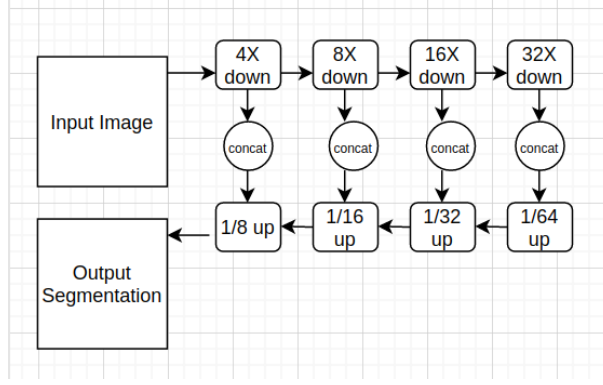 4X
down
8X
down
16X
down
32X
down
Input Image
concat
concat
concat
concat
1/8 up
1/16
up
1/32
up
1/64
up
Output
Segmentation